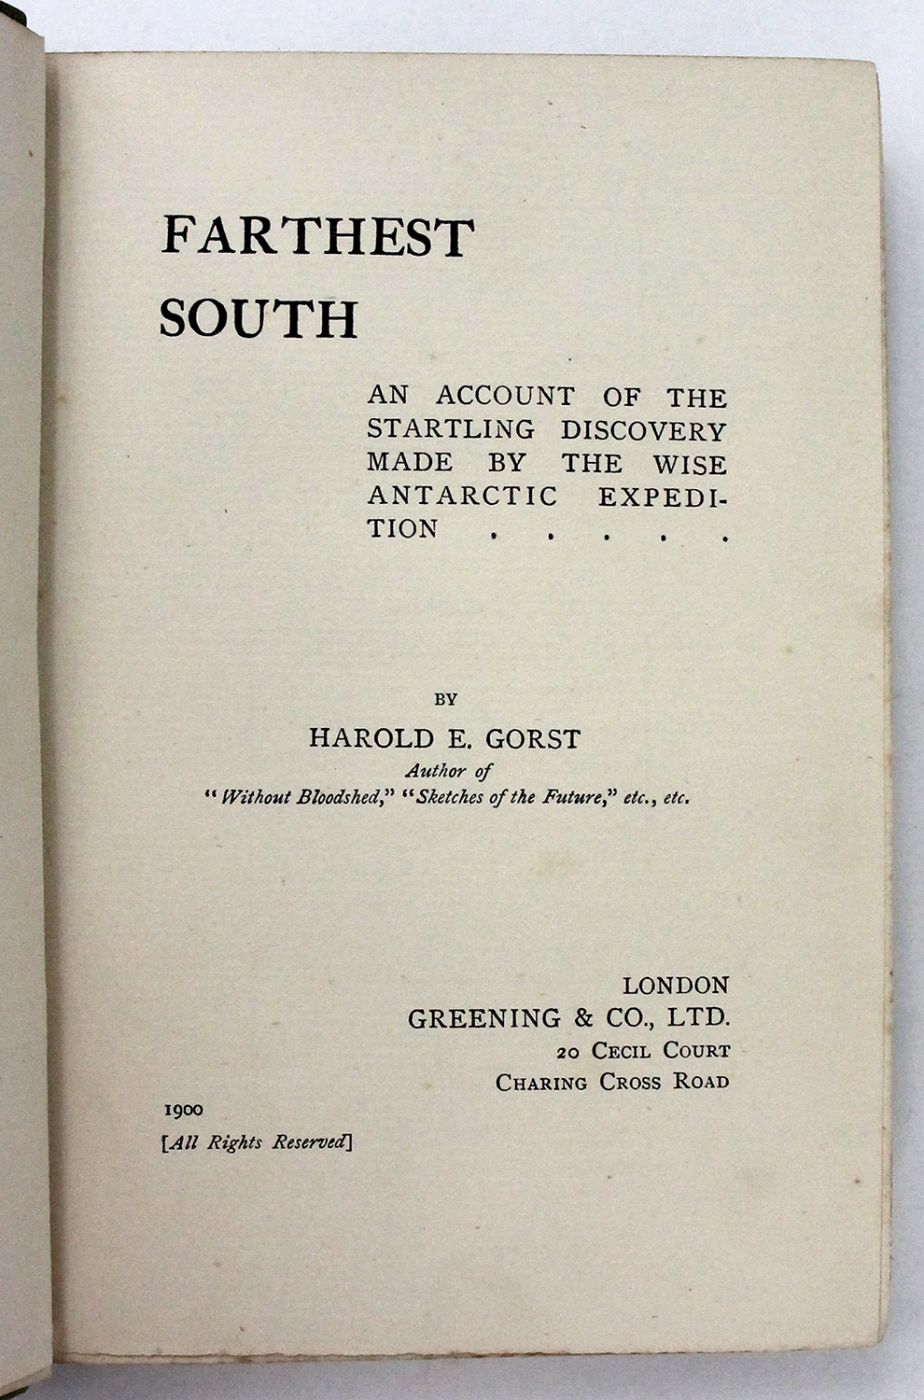 FARTHEST
SOUTH
AN ACCOUNT OF THE
STARTLING DISCOVERY
MADE BY THE WISE
ANTARCTIC EXPEDI-
TION . . . . .
BY
HAROLD E. GORST
Author of
“Without Bloodshed,” “Sketches of the Future,” etc., etc.
LONDON
GREENING & CO., LTD.
20 CECIL COURT
CHARING CROSS ROAD
1900
[All Rights Reserved]